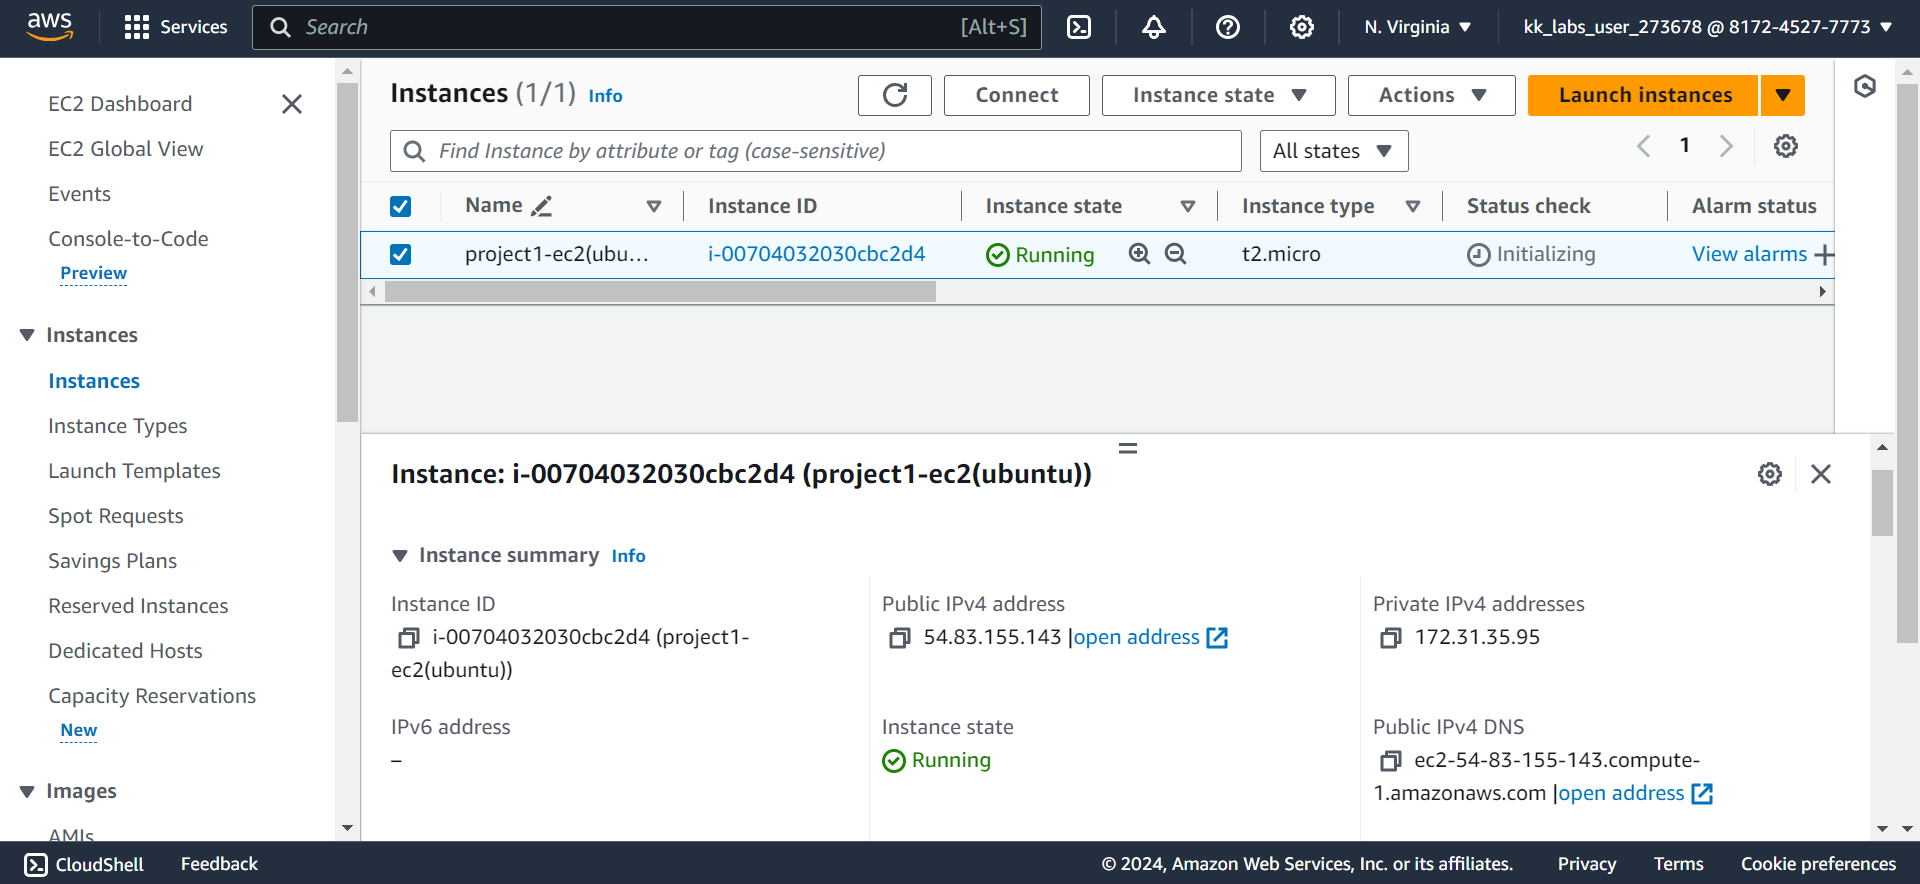 aws
Services
Search
[Alt+S]
N. Virginia
kk_labs_user_273678 @ 8172-4527-7773
EC2 Dashboard
EC2 Global View
Events
Console-to-Code
Preview
Instances
Instances
Instance Types
Launch Templates
Spot Requests
Savings Plans
Reserved Instances
Dedicated Hosts
Capacity Reservations
New
Images
AMIs
Instances (1/1) Info
Connect
Instance state
Actions
Launch instances
Find Instance by attribute or tag (case-sensitive)
All states
1
Name
Instance ID
Instance state
Instance type
Status check
Alarm status
project1-ec2(ubu...
i-00704032030cbc2d4
Running
t2.micro
Initializing
View alarms
Instance: i-00704032030cbc2d4 (project1-ec2(ubuntu))
Instance summary Info
Instance ID
i-00704032030cbc2d4 (project1-
ec2(ubuntu))
Public IPv4 address
54.83.155.143 |open address
Private IPv4 addresses
172.31.35.95
IPv6 address
–
Instance state
Running
Public IPv4 DNS
ec2-54-83-155-143.compute-
1.amazonaws.com |open address
CloudShell
Feedback
© 2024, Amazon Web Services, Inc. or its affiliates.
Privacy
Terms
Cookie preferences